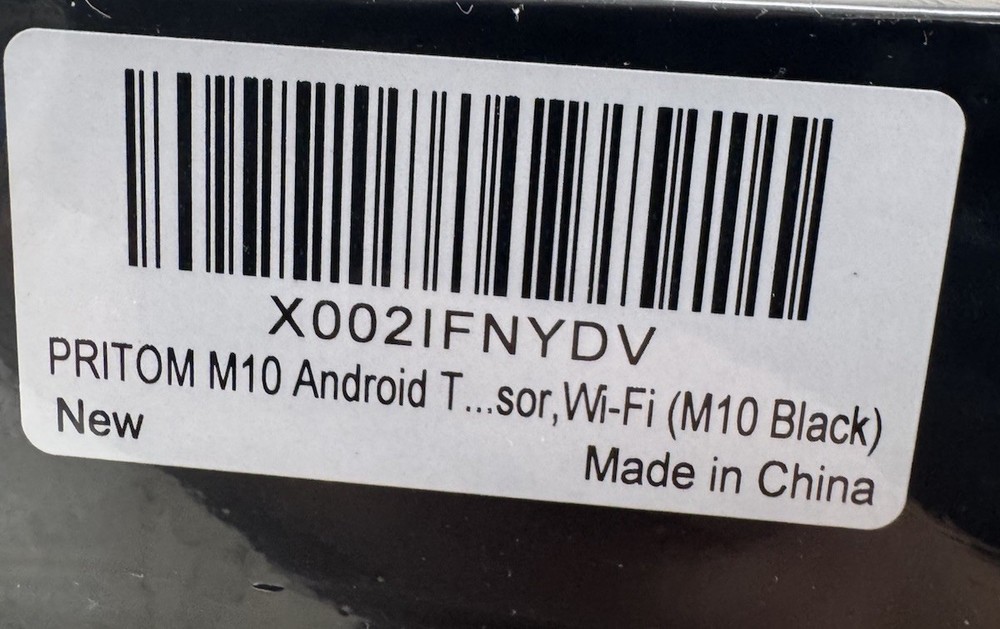 X002IFNYDV
PRITOM M10 Android T...sor,Wi-Fi (M10 Black)
New
Made in China